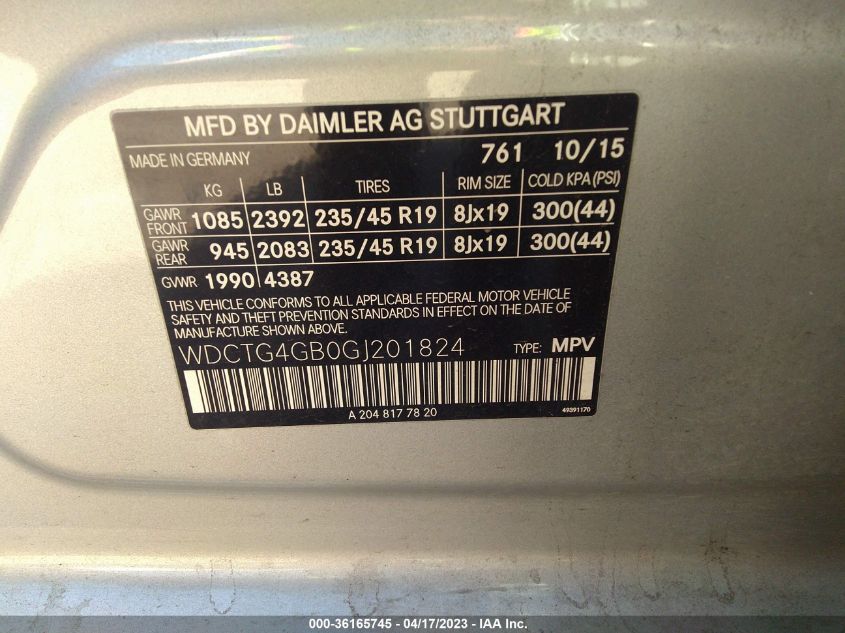 MFD BY DAIMLER AG STUTTGART
MADE IN GERMANY 761 10/15
KG LB TIRES RIM SIZE COLD KPA(PSI)
GAWR FRONT 1085 2392 235/45 R19 8Jx19 300(44)
GAWR REAR 945 2083 235/45 R19 8Jx19 300(44)
GVWR 1990 4387
THIS VEHICLE CONFORMS TO ALL APPLICABLE FEDERAL MOTOR VEHICLE
SAFETY AND THEFT PREVENTION STANDARDS IN EFFECT ON THE DATE OF
MANUFACTURE SHOWN ABOVE.
WDCTG4GB0GJ201824 TYPE: MPV
A 204 817 78 20 49391170
000-36165745 - 04/17/2023 - IAA Inc.